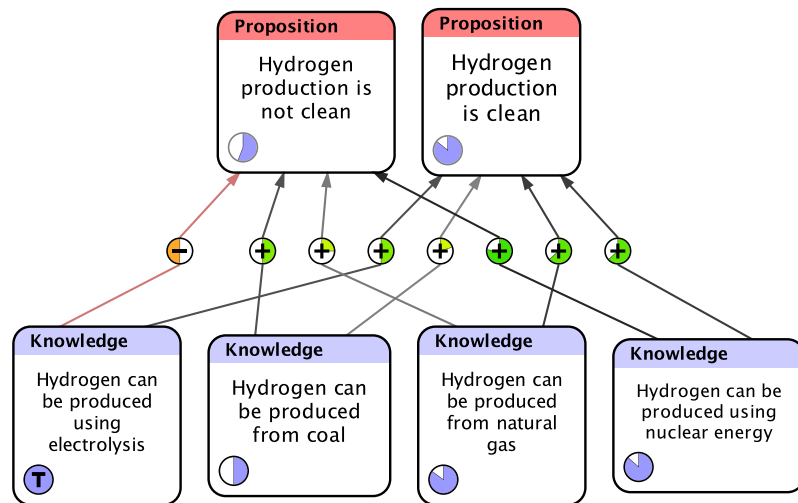 Proposition
Hydrogen
production is
not clean
Proposition
Hydrogen
production
is clean
− + + + + + + +
Knowledge
Hydrogen can
be produced
using
electrolysis
T
Knowledge
Hydrogen can
be produced
from coal
Knowledge
Hydrogen can
be produced
from natural
gas
Knowledge
Hydrogen can be
produced using
nuclear energy